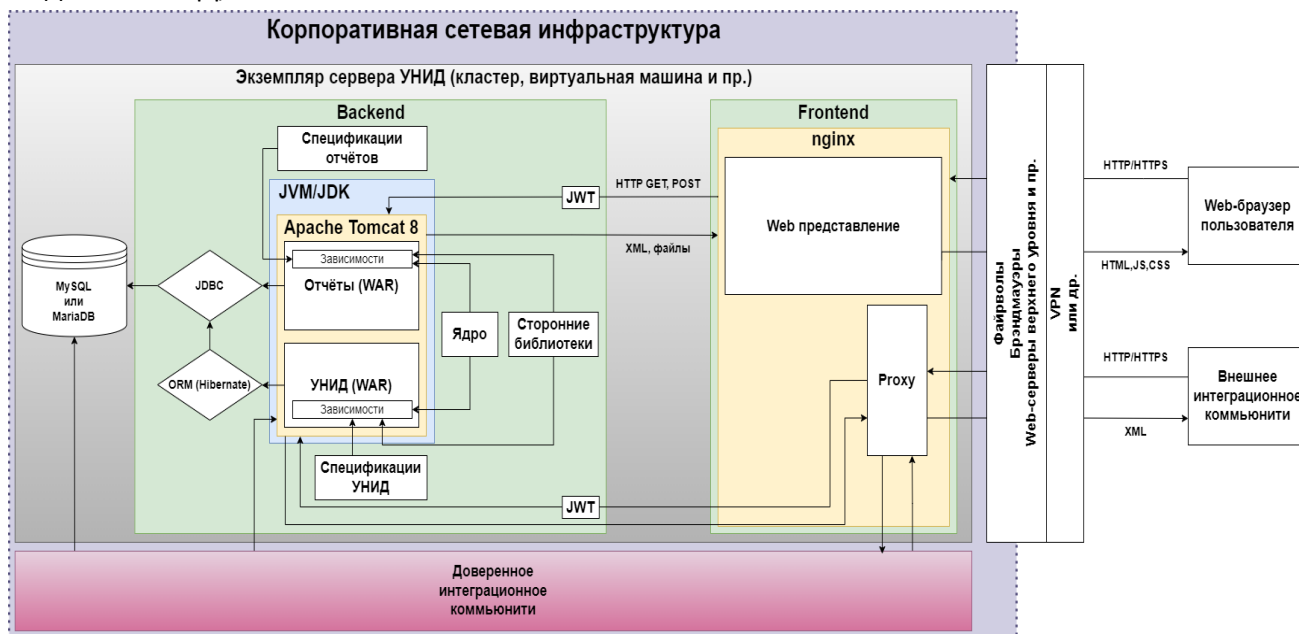 Корпоративная сетевая инфраструктура
Экземпляр сервера УНИД (кластер, виртуальная машина и пр.)
Backend
Спецификации
отчётов
JVM/JDK
Apache Tomcat 8
Зависимости
Отчёты (WAR)
УНИД (WAR)
Зависимости
Спецификации
УНИД
Ядро
Сторонние
библиотеки
MySQL
или
MariaDB
JDBC
ORM (Hibernate)
JWT
HTTP GET, POST
XML, файлы
JWT
Frontend
nginx
Web представление
Proxy
Файрволы
Брэндмауэры
Web-серверы верхнего уровня и пр.
VPN
или др.
HTTP/HTTPS
HTML,JS,CSS
Web-браузер
пользователя
HTTP/HTTPS
XML
Внешнее
интеграционное
коммьюнити
Доверенное
интеграционное
коммьюнити